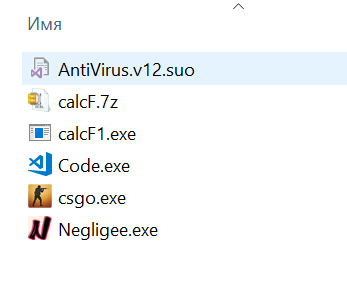 Имя
AntiVirus.v12.suo
calcF.7z
calcF1.exe
Code.exe
csgo.exe
Negligee.exe